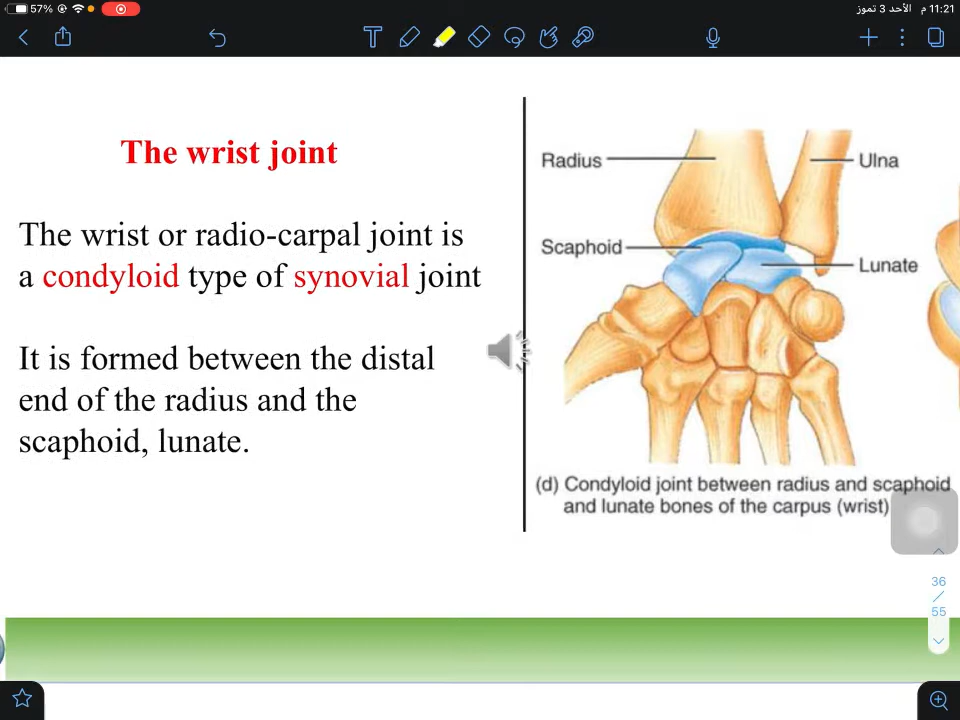 57%
11:21 م الأحد 3 تموز
The wrist joint
The wrist or radio-carpal joint is
a condyloid type of synovial joint
It is formed between the distal
end of the radius and the
scaphoid, lunate.
Radius
Ulna
Scaphoid
Lunate
(d) Condyloid joint between radius and scaphoid
and lunate bones of the carpus (wrist)
36
/
55